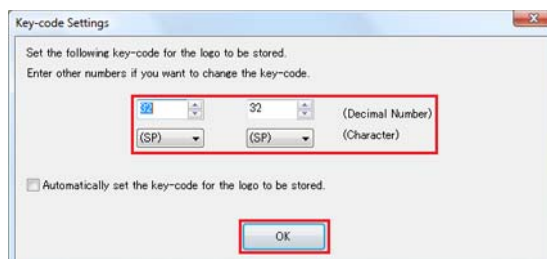 Key-code Settings
Set the following key-code for the logo to be stored.
Enter other numbers if you want to change the key-code.
32 32 (Decimal Number)
(SP) (SP) (Character)
Automatically set the key-code for the logo to be stored.
OK